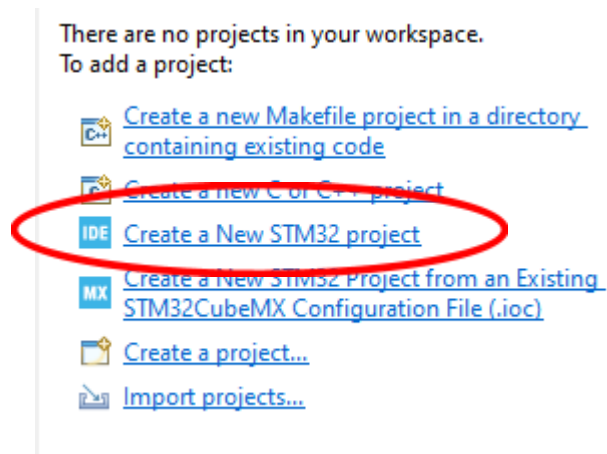 There are no projects in your workspace.
To add a project:
C++ Create a new Makefile project in a directory
containing existing code
Create a new C or C++ project
IDE Create a New STM32 project
MX Create a New STM32 Project from an Existing
STM32CubeMX Configuration File (.ioc)
Create a project...
Import projects...